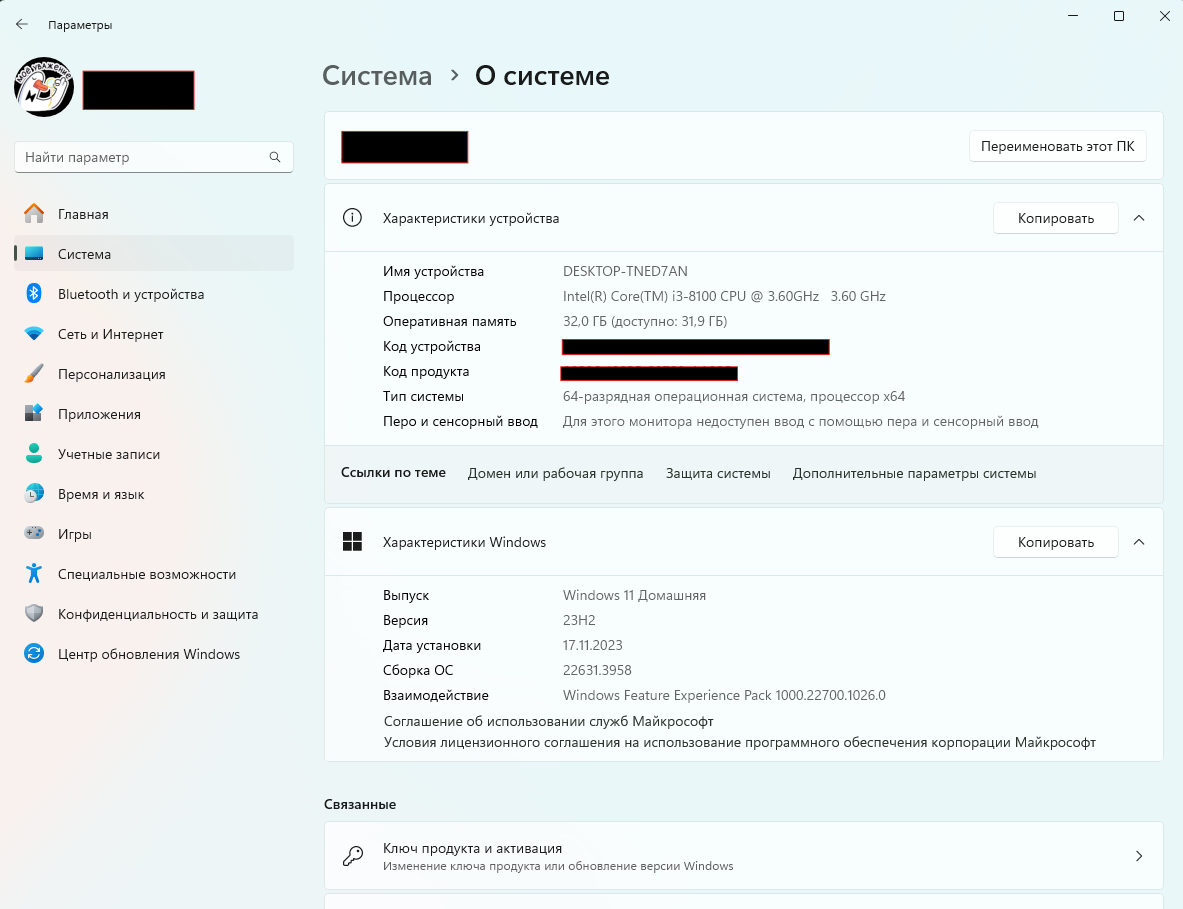 Параметры
МОЁ УВАЖЕНИЕ
Найти параметр
Главная
Система
Bluetooth и устройства
Сеть и Интернет
Персонализация
Приложения
Учетные записи
Время и язык
Игры
Специальные возможности
Конфиденциальность и защита
Центр обновления Windows
Система > О системе
Переименовать этот ПК
Характеристики устройства Копировать
Имя устройства DESKTOP-TNED7AN
Процессор Intel(R) Core(TM) i3-8100 CPU @ 3.60GHz 3.60 GHz
Оперативная память 32,0 ГБ (доступно: 31,9 ГБ)
Код устройства
Код продукта
Тип системы 64-разрядная операционная система, процессор x64
Перо и сенсорный ввод Для этого монитора недоступен ввод с помощью пера и сенсорный ввод
Ссылки по теме Домен или рабочая группа Защита системы Дополнительные параметры системы
Характеристики Windows Копировать
Выпуск Windows 11 Домашняя
Версия 23H2
Дата установки 17.11.2023
Сборка ОС 22631.3958
Взаимодействие Windows Feature Experience Pack 1000.22700.1026.0
Соглашение об использовании служб Майкрософт
Условия лицензионного соглашения на использование программного обеспечения корпорации Майкрософт
Связанные
Ключ продукта и активация
Изменение ключа продукта или обновление версии Windows